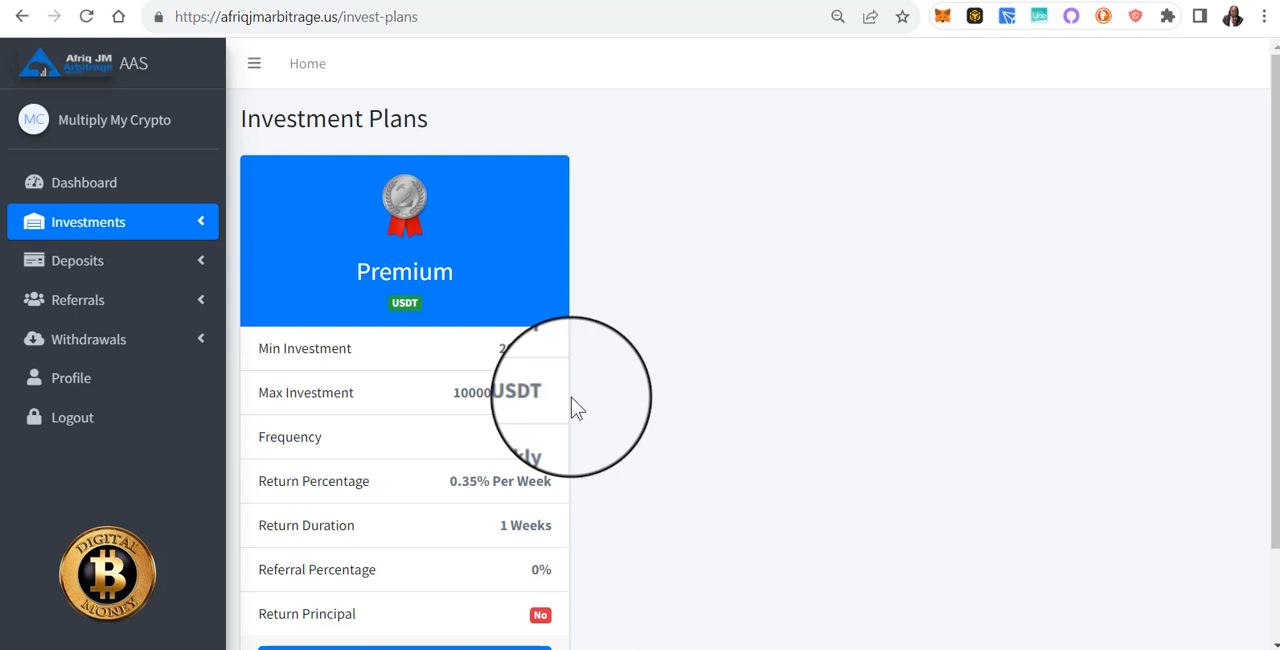 https://afriqjmarbitrage.us/invest-plans
Afriq JM
Arbitrage
AAS
Home
MC
Multiply My Crypto
Investment Plans
Dashboard
Investments
Deposits
Referrals
Withdrawals
Profile
Logout
DIGITAL
MONEY
Premium
USDT
Min Investment
Max Investment 10000 USDT
Frequency
Return Percentage 0.35% Per Week
Return Duration 1 Weeks
Referral Percentage 0%
Return Principal No